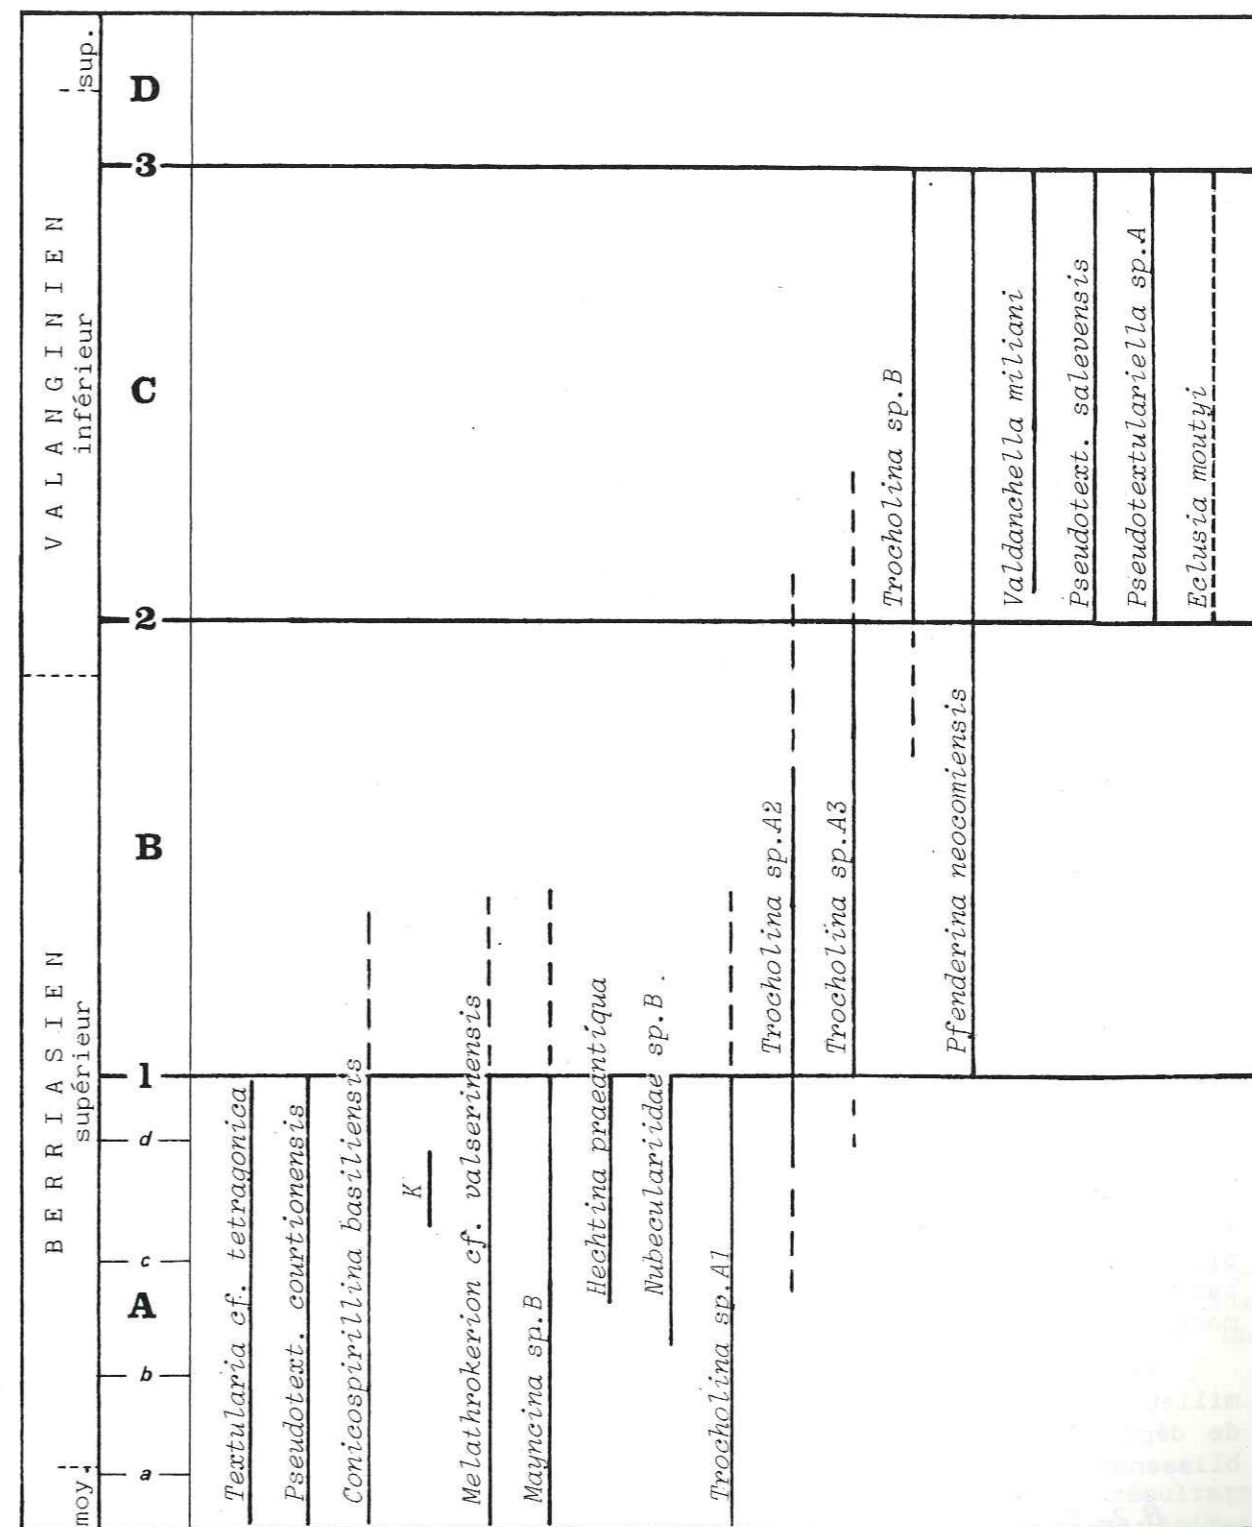 sup.
VALANGINIEN
inférieur
BERRIASIEN
supérieur
moy.
D
3
C
2
B
1
d
c
A
b
a
Textularia cf. tetragonica
Pseudotext. courtionensis
Conicospirillina basiliensis
K
Melathrokerion cf. valserinensis
Mayncina sp.B
Hechtina praeantiqua
Nubeculariidae sp.B.
Trocholina sp.A1
Trocholina sp.A2
Trocholina sp.A3
Trocholina sp.B
Pfenderina neocomiensis
Valdanchella miliani
Pseudotext. salevensis
Pseudotextulariella sp.A
Eclusia moutyi